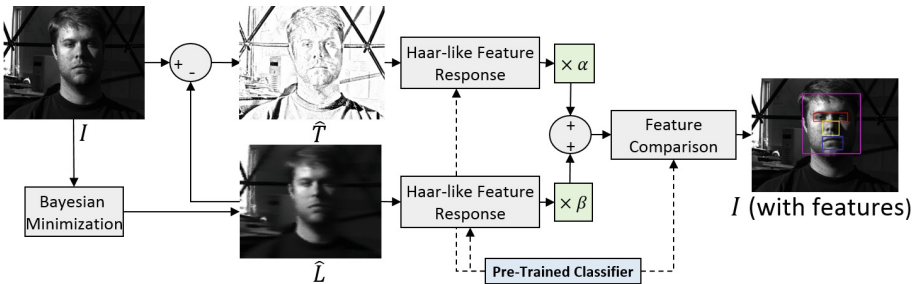 I
+
-
T̂
Haar-like Feature
Response
× α
+
+
Feature
Comparison
I (with features)
Bayesian
Minimization
L̂
Haar-like Feature
Response
× β
Pre-Trained Classifier